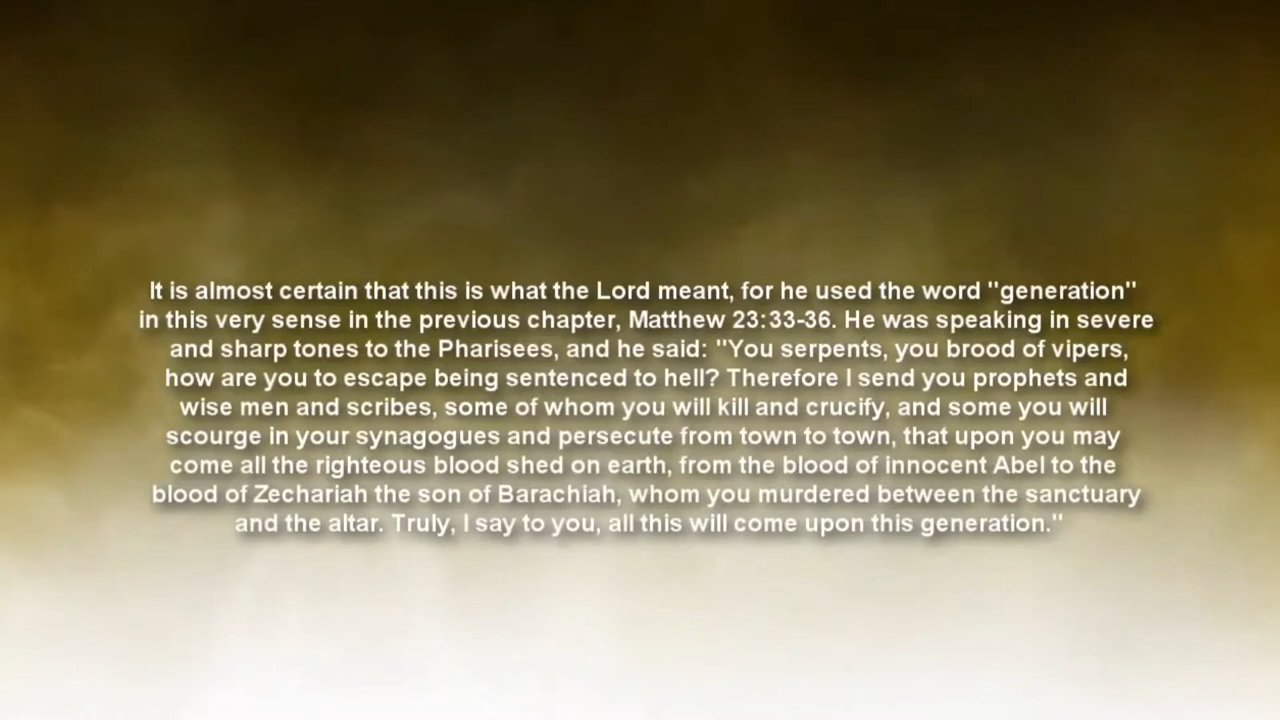 It is almost certain that this is what the Lord meant, for he used the word "generation"
in this very sense in the previous chapter, Matthew 23:33-36. He was speaking in severe
and sharp tones to the Pharisees, and he said: "You serpents, you brood of vipers,
how are you to escape being sentenced to hell? Therefore I send you prophets and
wise men and scribes, some of whom you will kill and crucify, and some you will
scourge in your synagogues and persecute from town to town, that upon you may
come all the righteous blood shed on earth, from the blood of innocent Abel to the
blood of Zechariah the son of Barachiah, whom you murdered between the sanctuary
and the altar. Truly, I say to you, all this will come upon this generation."